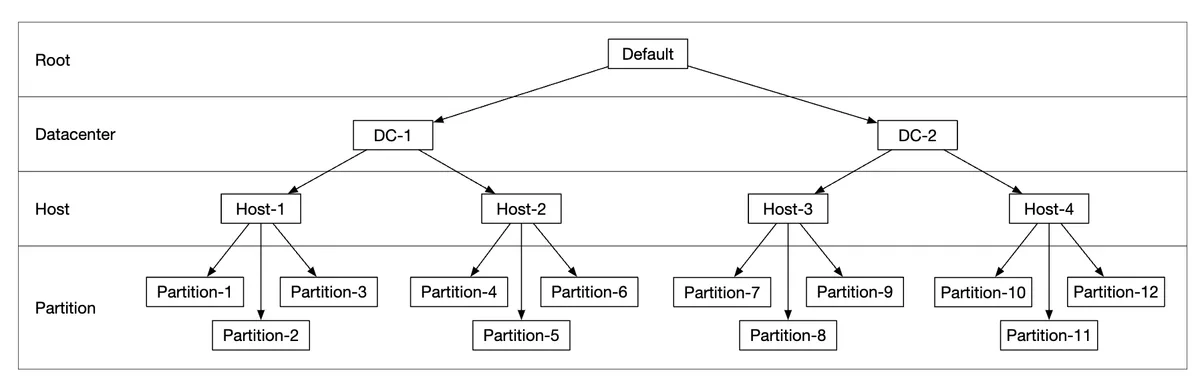 Root
Default
Datacenter
DC-1
DC-2
Host
Host-1
Host-2
Host-3
Host-4
Partition
Partition-1
Partition-3
Partition-4
Partition-6
Partition-7
Partition-9
Partition-10
Partition-12
Partition-2
Partition-5
Partition-8
Partition-11